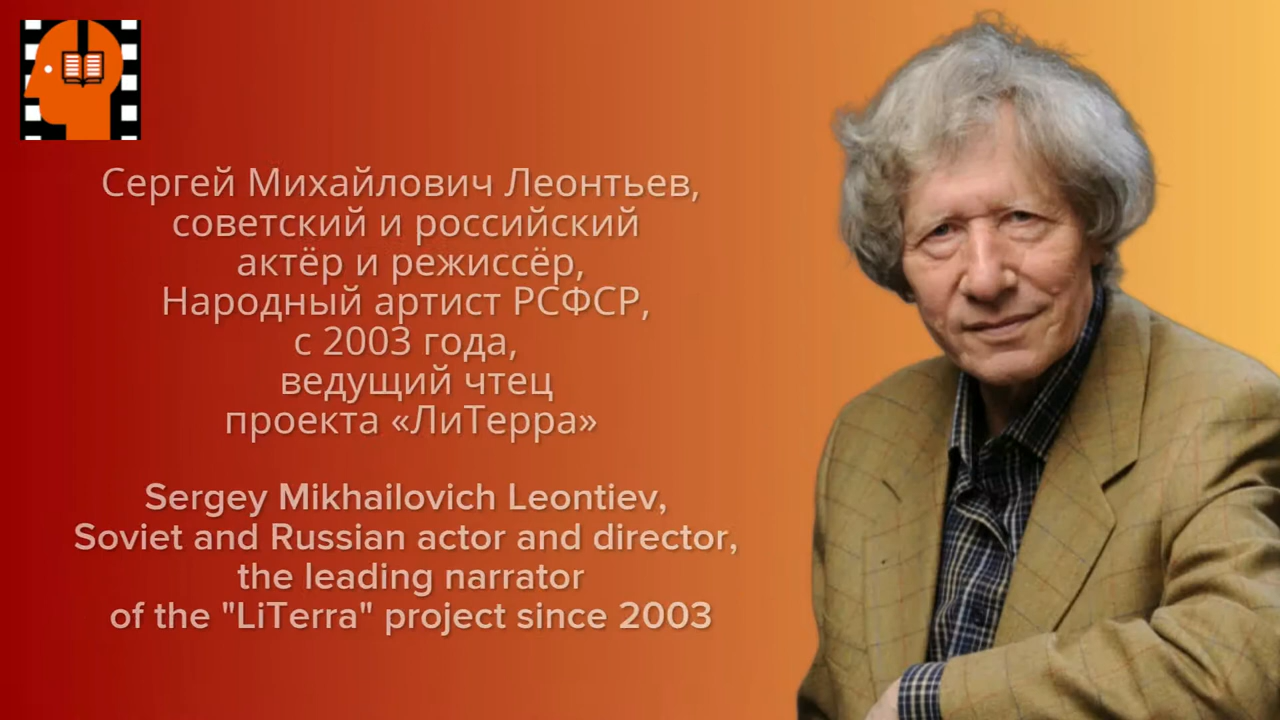 Сергей Михайлович Леонтьев,
советский и российский
актёр и режиссёр,
Народный артист РСФСР,
с 2003 года,
ведущий чтец
проекта «ЛиТерра»
Sergey Mikhailovich Leontiev,
Soviet and Russian actor and director,
the leading narrator
of the "LiTerra" project since 2003